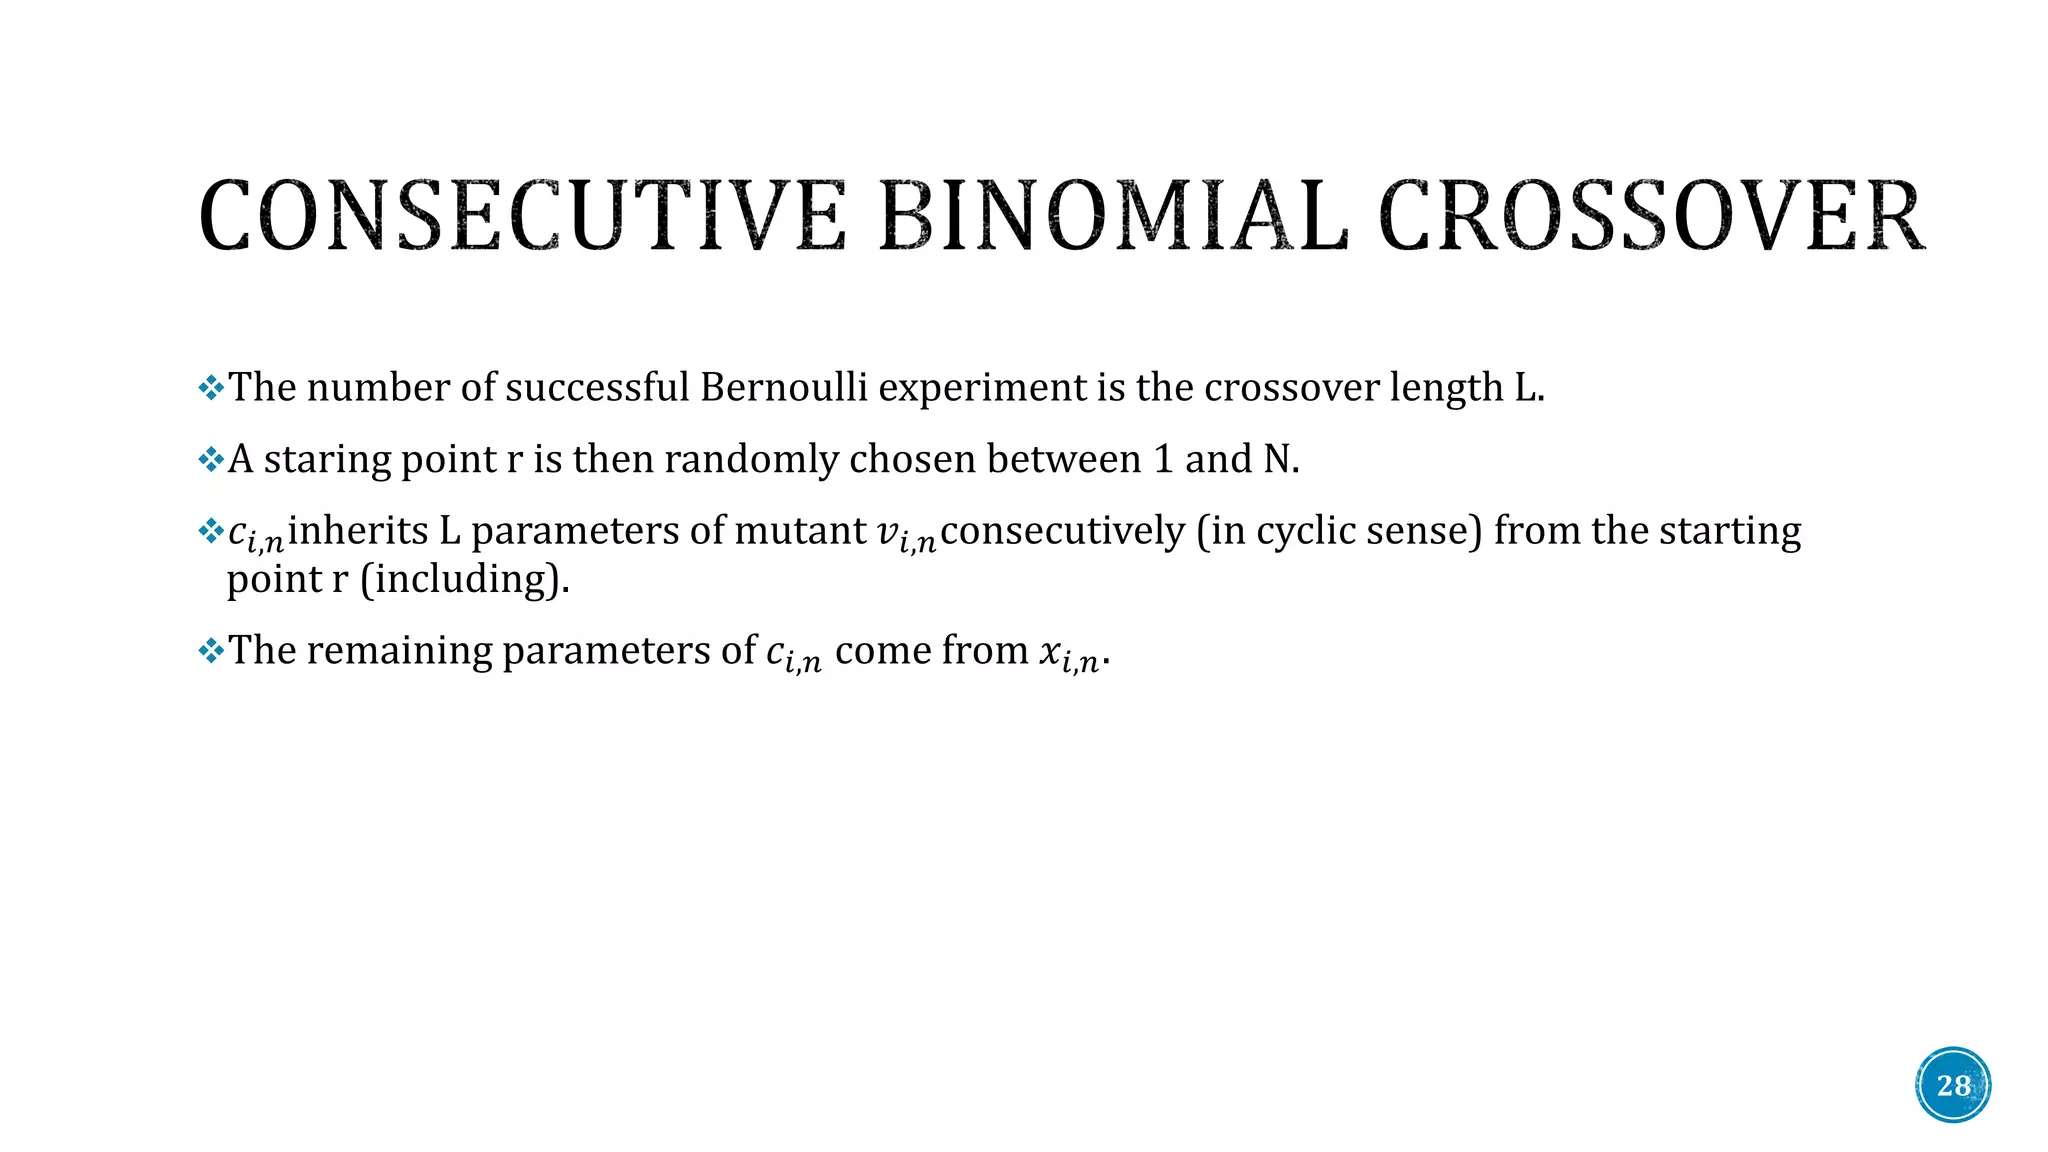 CONSECUTIVE BINOMIAL CROSSOVER
❖The number of successful Bernoulli experiment is the crossover length L.
❖A staring point r is then randomly chosen between 1 and N.
❖𝑐𝑖,𝑛inherits L parameters of mutant 𝑣𝑖,𝑛consecutively (in cyclic sense) from the starting
point r (including).
❖The remaining parameters of 𝑐𝑖,𝑛 come from 𝑥𝑖,𝑛.
28